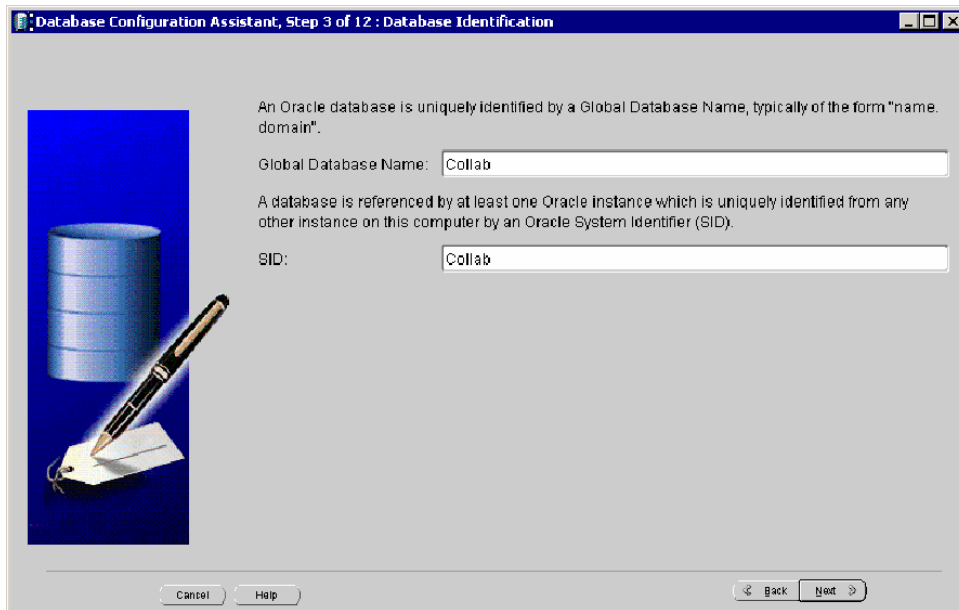 Database Configuration Assistant, Step 3 of 12 : Database Identification
An Oracle database is uniquely identified by a Global Database Name, typically of the form "name.
domain".
Global Database Name: Collab
A database is referenced by at least one Oracle instance which is uniquely identified from any
other instance on this computer by an Oracle System Identifier (SID).
SID: Collab
Cancel Help Back Next